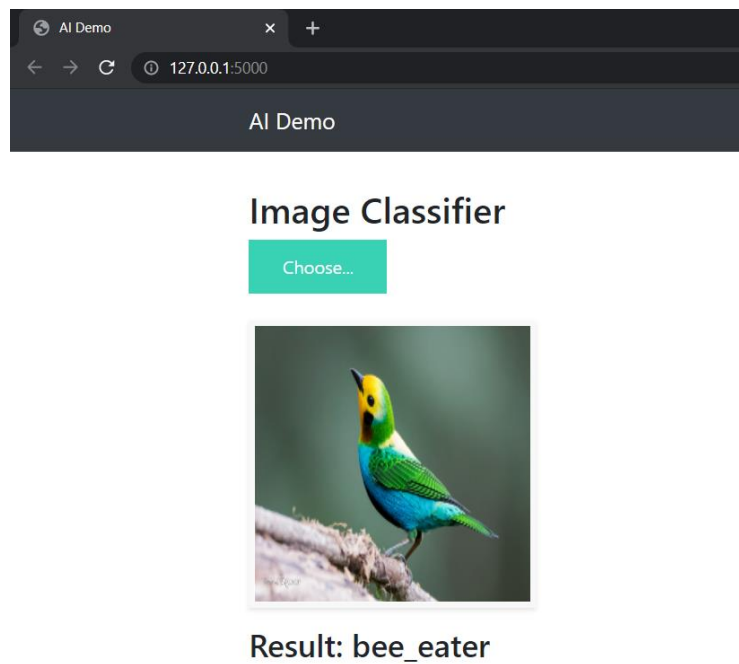 AI Demo
127.0.0.1:5000
AI Demo
Image Classifier
Choose...
Result: bee_eater